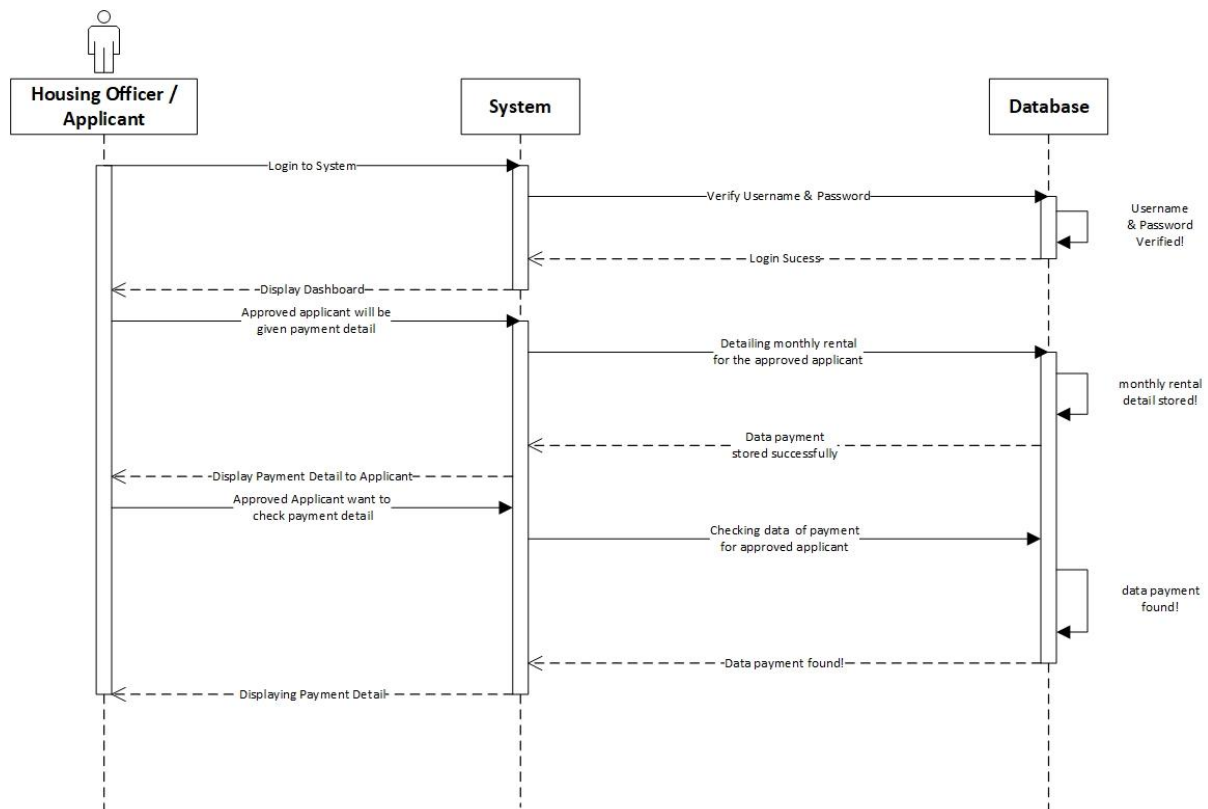 Housing Officer /
Applicant
System
Database
Login to System
Verify Username & Password
Username
& Password
Verified!
Login Sucess
Display Dashboard
Approved applicant will be
given payment detail
Detailing monthly rental
for the approved applicant
monthly rental
detail stored!
Data payment
stored successfully
Display Payment Detail to Applicant
Approved Applicant want to
check payment detail
Checking data of payment
for approved applicant
data payment
found!
Data payment found!
Displaying Payment Detail